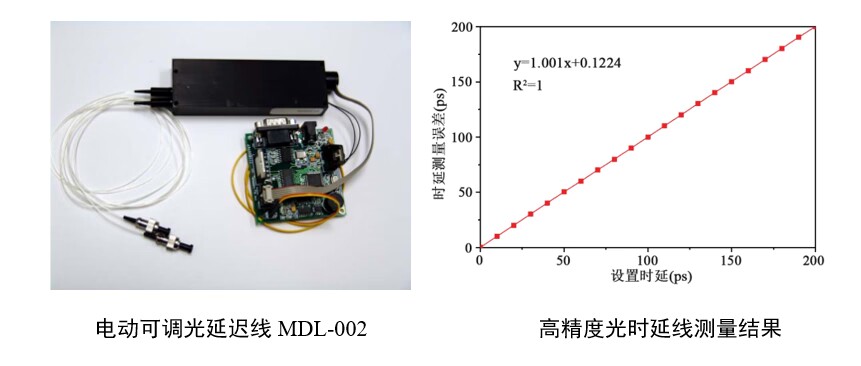 200
150
100
50
0
时延测量误差(ps)
y=1.001x+0.1224
R²=1
0 50 100 150 200
设置时延(ps)
电动可调光延迟线 MDL-002
高精度光时延线测量结果